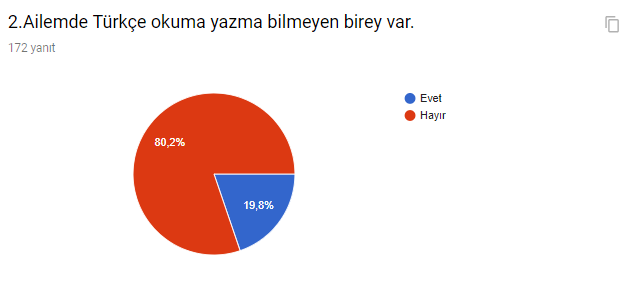 2.Ailemde Türkçe okuma yazma bilmeyen birey var.
172 yanıt
Evet
Hayır
80,2%
19,8%